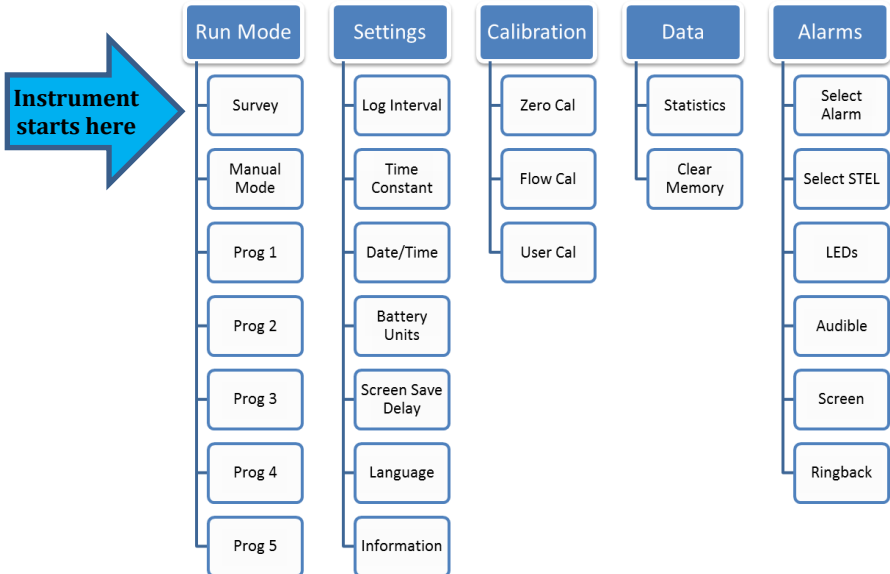 Instrument
starts here
Run Mode
Survey
Manual
Mode
Prog 1
Prog 2
Prog 3
Prog 4
Prog 5
Settings
Log Interval
Time
Constant
Date/Time
Battery
Units
Screen Save
Delay
Language
Information
Calibration
Zero Cal
Flow Cal
User Cal
Data
Statistics
Clear
Memory
Alarms
Select
Alarm
Select STEL
LEDs
Audible
Screen
Ringback